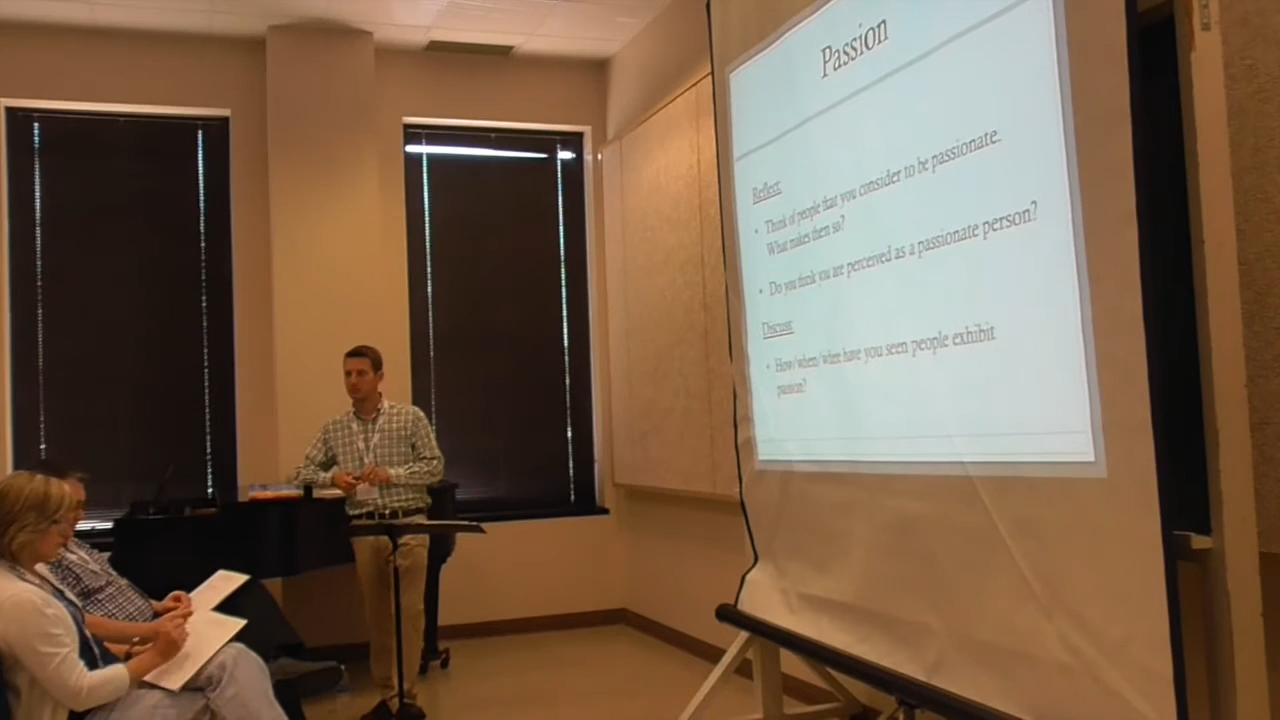 Passion
Reflect:
• Think of people that you consider to be passionate.
What makes them so?
• Do you think you are perceived as a passionate person?
Discuss:
• How/when/where have you seen people exhibit
passion?